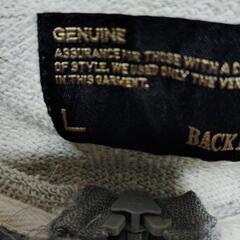 GENUINE
ASSURANCE FOR THOSE WITH A
OF STYLE. WE USED ONLY THE
IN THIS GARMENT.
L
BACK